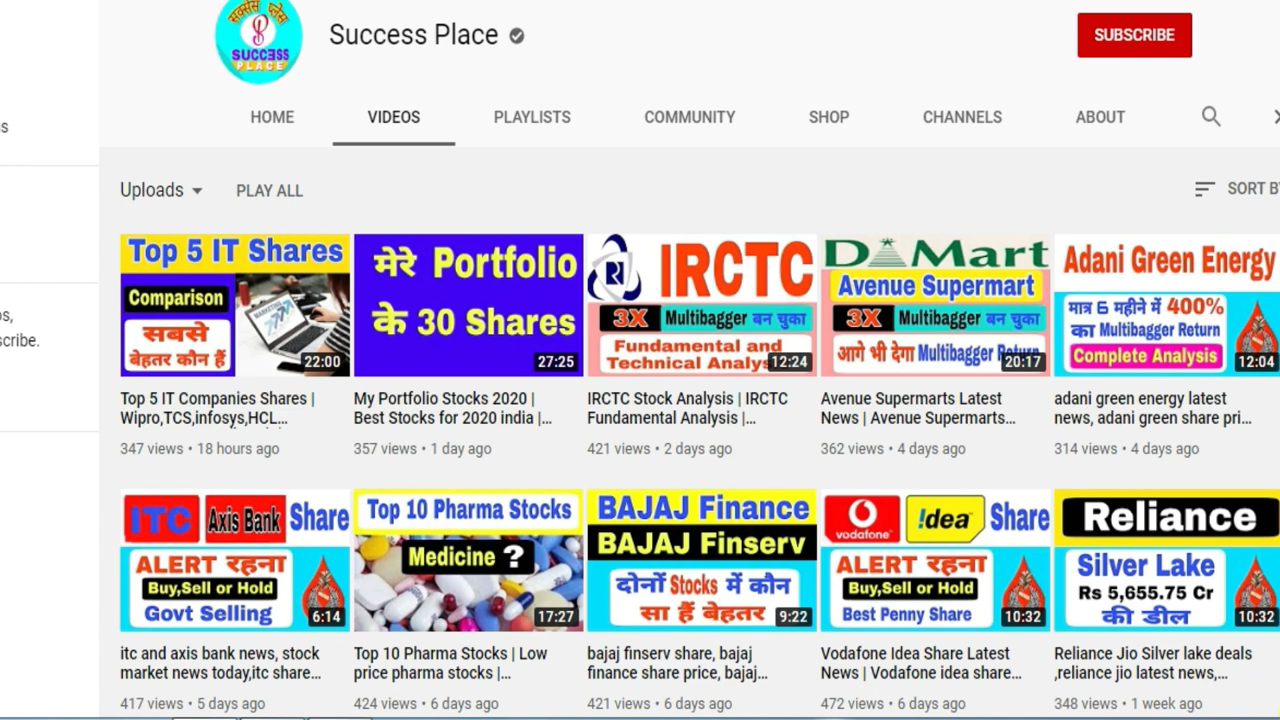 सक्सेस प्लेस
SUCCESS
PLACE
Success Place
SUBSCRIBE
HOME
VIDEOS
PLAYLISTS
COMMUNITY
SHOP
CHANNELS
ABOUT
Uploads
PLAY ALL
SORT
scribe.
Top 5 IT Shares
Comparison
सबसे
बेहतर कौन हैं
MARKETING
22:00
मेरे Portfolio
के 30 Shares
27:25
IRCTC
3X Multibagger बन चुका
Fundamental and
Technical
12:24
D Mart
Avenue Supermart
3X Multibagger बन चुका
आगे भी देगा Multibagger Return
20:17
Adani Green Energy
मात्र 6 महीने में 400%
का Multibagger Return
Complete Analysis
12:04
Top 5 IT Companies Shares |
Wipro,TCS,infosys,HCL...
347 views • 18 hours ago
My Portfolio Stocks 2020 |
Best Stocks for 2020 india |...
357 views • 1 day ago
IRCTC Stock Analysis | IRCTC
Fundamental Analysis |...
421 views • 2 days ago
Avenue Supermarts Latest
News | Avenue Supermarts...
362 views • 4 days ago
adani green energy latest
news, adani green share pri...
314 views • 4 days ago
ITC Axis Bank Share
ALERT रहना
Buy,Sell or Hold
Govt Selling
6:14
Top 10 Pharma Stocks
Medicine ?
17:27
BAJAJ Finance
BAJAJ Finserv
दोनों Stocks में कौन
सा हैं बेहतर
9:22
vodafone !dea Share
ALERT रहना
Buy,Sell or Hold
Best Penny Share
10:32
Reliance
Silver Lake
Rs 5,655.75 Cr
की डील
10:32
itc and axis bank news, stock
market news today,itc share...
417 views • 5 days ago
Top 10 Pharma Stocks | Low
price pharma stocks |...
424 views • 6 days ago
bajaj finserv share, bajaj
finance share price, bajaj...
421 views • 6 days ago
Vodafone Idea Share Latest
News | Vodafone idea share...
472 views • 6 days ago
Reliance Jio Silver lake deals
,reliance jio latest news,...
348 views • 1 week ago